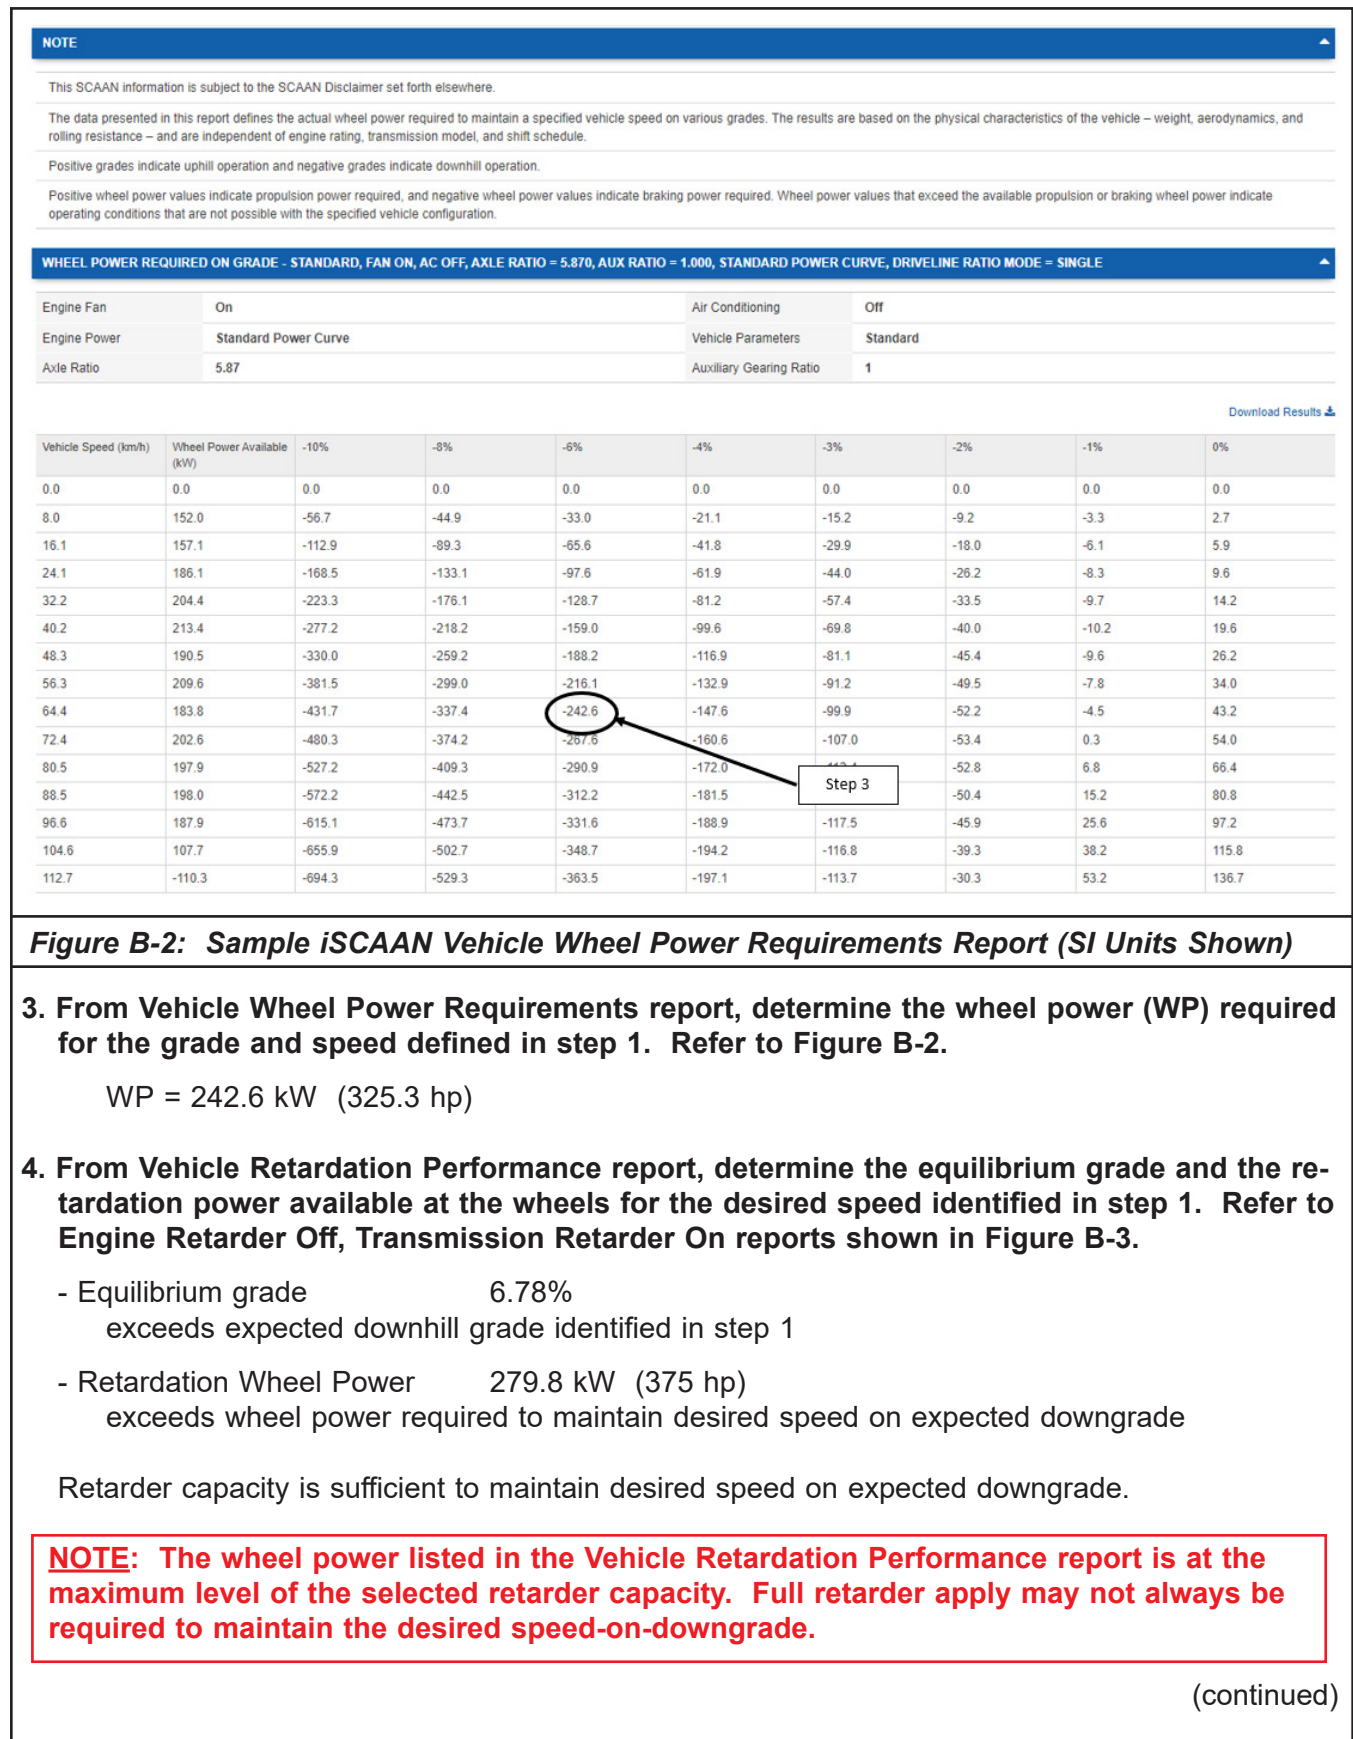 NOTE
This SCAAN information is subject to the SCAAN Disclaimer set forth elsewhere.
The data presented in this report defines the actual wheel power required to maintain a specified vehicle speed on various grades. The results are based on the physical characteristics of the vehicle – weight, aerodynamics, and
rolling resistance – and are independent of engine rating, transmission model, and shift schedule.
Positive grades indicate uphill operation and negative grades indicate downhill operation.
Positive wheel power values indicate propulsion power required, and negative wheel power values indicate braking power required. Wheel power values that exceed the available propulsion or braking wheel power indicate
operating conditions that are not possible with the specified vehicle configuration.
WHEEL POWER REQUIRED ON GRADE - STANDARD, FAN ON, AC OFF, AXLE RATIO = 5.870, AUX RATIO = 1.000, STANDARD POWER CURVE, DRIVELINE RATIO MODE = SINGLE
Engine Fan On Air Conditioning Off
Engine Power Standard Power Curve Vehicle Parameters Standard
Axle Ratio 5.87 Auxiliary Gearing Ratio 1
Download Results
Vehicle Speed (km/h) Wheel Power Available -10% -8% -6% -4% -3% -2% -1% 0%
(kW)
0.0 0.0 0.0 0.0 0.0 0.0 0.0 0.0 0.0 0.0
8.0 152.0 -56.7 -44.9 -33.0 -21.1 -15.2 -9.2 -3.3 2.7
16.1 157.1 -112.9 -89.3 -65.6 -41.8 -29.9 -18.0 -6.1 5.9
24.1 186.1 -168.5 -133.1 -97.6 -61.9 -44.0 -26.2 -8.3 9.6
32.2 204.4 -223.3 -176.1 -128.7 -81.2 -57.4 -33.5 -9.7 14.2
40.2 213.4 -277.2 -218.2 -159.0 -99.6 -69.8 -40.0 -10.2 19.6
48.3 190.5 -330.0 -259.2 -188.2 -116.9 -81.1 -45.4 -9.6 26.2
56.3 209.6 -381.5 -299.0 -216.1 -132.9 -91.2 -49.5 -7.8 34.0
64.4 183.8 -431.7 -337.4 -242.6 -147.6 -99.9 -52.2 -4.5 43.2
72.4 202.6 -480.3 -374.2 -267.6 -160.6 -107.0 -53.4 0.3 54.0
80.5 197.9 -527.2 -409.3 -290.9 -172.0 -52.8 6.8 66.4
Step 3
88.5 198.0 -572.2 -442.5 -312.2 -181.5 -50.4 15.2 80.8
96.6 187.9 -615.1 -473.7 -331.6 -188.9 -117.5 -45.9 25.6 97.2
104.6 107.7 -655.9 -502.7 -348.7 -194.2 -116.8 -39.3 38.2 115.8
112.7 -110.3 -694.3 -529.3 -363.5 -197.1 -113.7 -30.3 53.2 136.7
Figure B-2: Sample iSCAAN Vehicle Wheel Power Requirements Report (SI Units Shown)
3. From Vehicle Wheel Power Requirements report, determine the wheel power (WP) required
for the grade and speed defined in step 1. Refer to Figure B-2.
WP = 242.6 kW (325.3 hp)
4. From Vehicle Retardation Performance report, determine the equilibrium grade and the re-
tardation power available at the wheels for the desired speed identified in step 1. Refer to
Engine Retarder Off, Transmission Retarder On reports shown in Figure B-3.
- Equilibrium grade 6.78%
exceeds expected downhill grade identified in step 1
- Retardation Wheel Power 279.8 kW (375 hp)
exceeds wheel power required to maintain desired speed on expected downgrade
Retarder capacity is sufficient to maintain desired speed on expected downgrade.
NOTE: The wheel power listed in the Vehicle Retardation Performance report is at the
maximum level of the selected retarder capacity. Full retarder apply may not always be
required to maintain the desired speed-on-downgrade.
(continued)